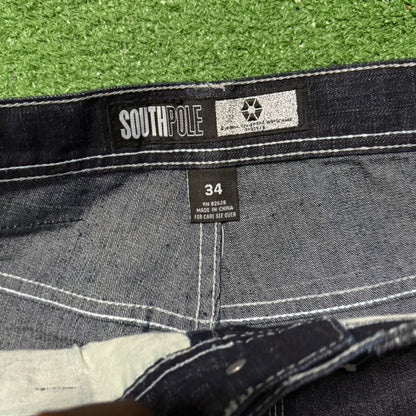 SOUTHPOLE
34
RN 82628
MADE IN CHINA
FOR CARE SEE OVER